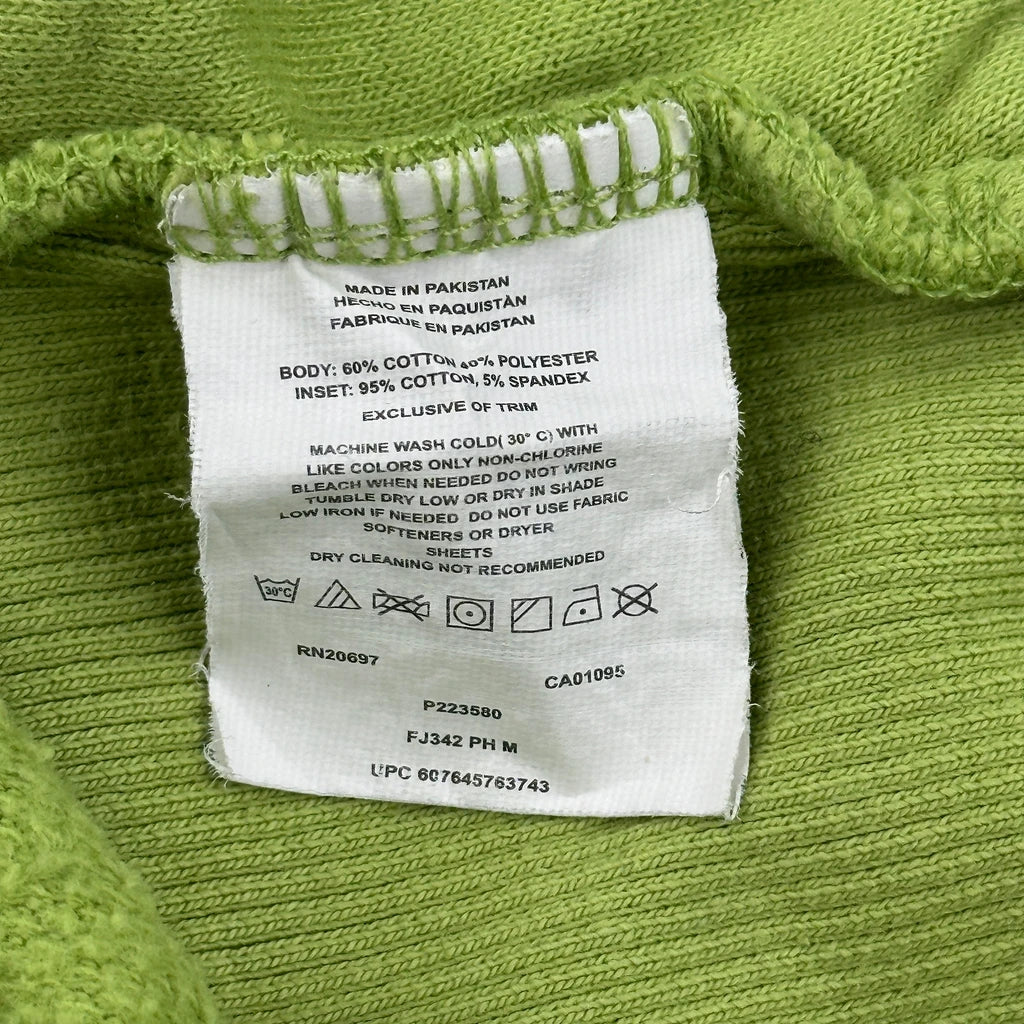 MADE IN PAKISTAN
HECHO EN PAQUISTÀN
FABRIQUE EN PAKISTAN
BODY: 60% COTTON 40% POLYESTER
INSET: 95% COTTON, 5% SPANDEX
EXCLUSIVE OF TRIM
MACHINE WASH COLD( 30° C) WITH
LIKE COLORS ONLY NON-CHLORINE
BLEACH WHEN NEEDED DO NOT WRING
TUMBLE DRY LOW OR DRY IN SHADE
LOW IRON IF NEEDED DO NOT USE FABRIC
SOFTENERS OR DRYER
SHEETS
DRY CLEANING NOT RECOMMENDED
30°C
RN20697
CA01095
P223580
FJ342 PH M
UPC 607645763743